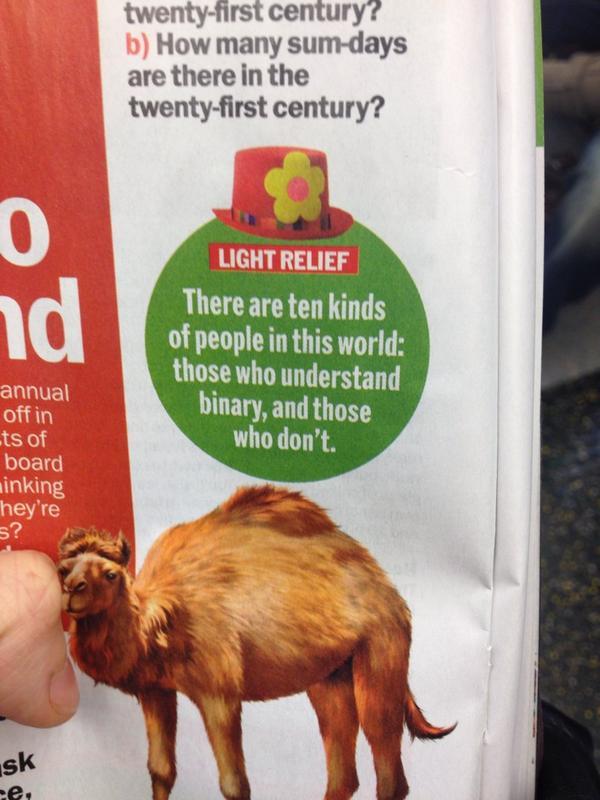 twenty-first century?
b) How many sum-days
are there in the
twenty-first century?
LIGHT RELIEF
There are ten kinds
of people in this world:
those who understand
binary, and those
who don't.
o
nd
annual
off in
ts of
board
inking
hey're
s?
ask
ce,